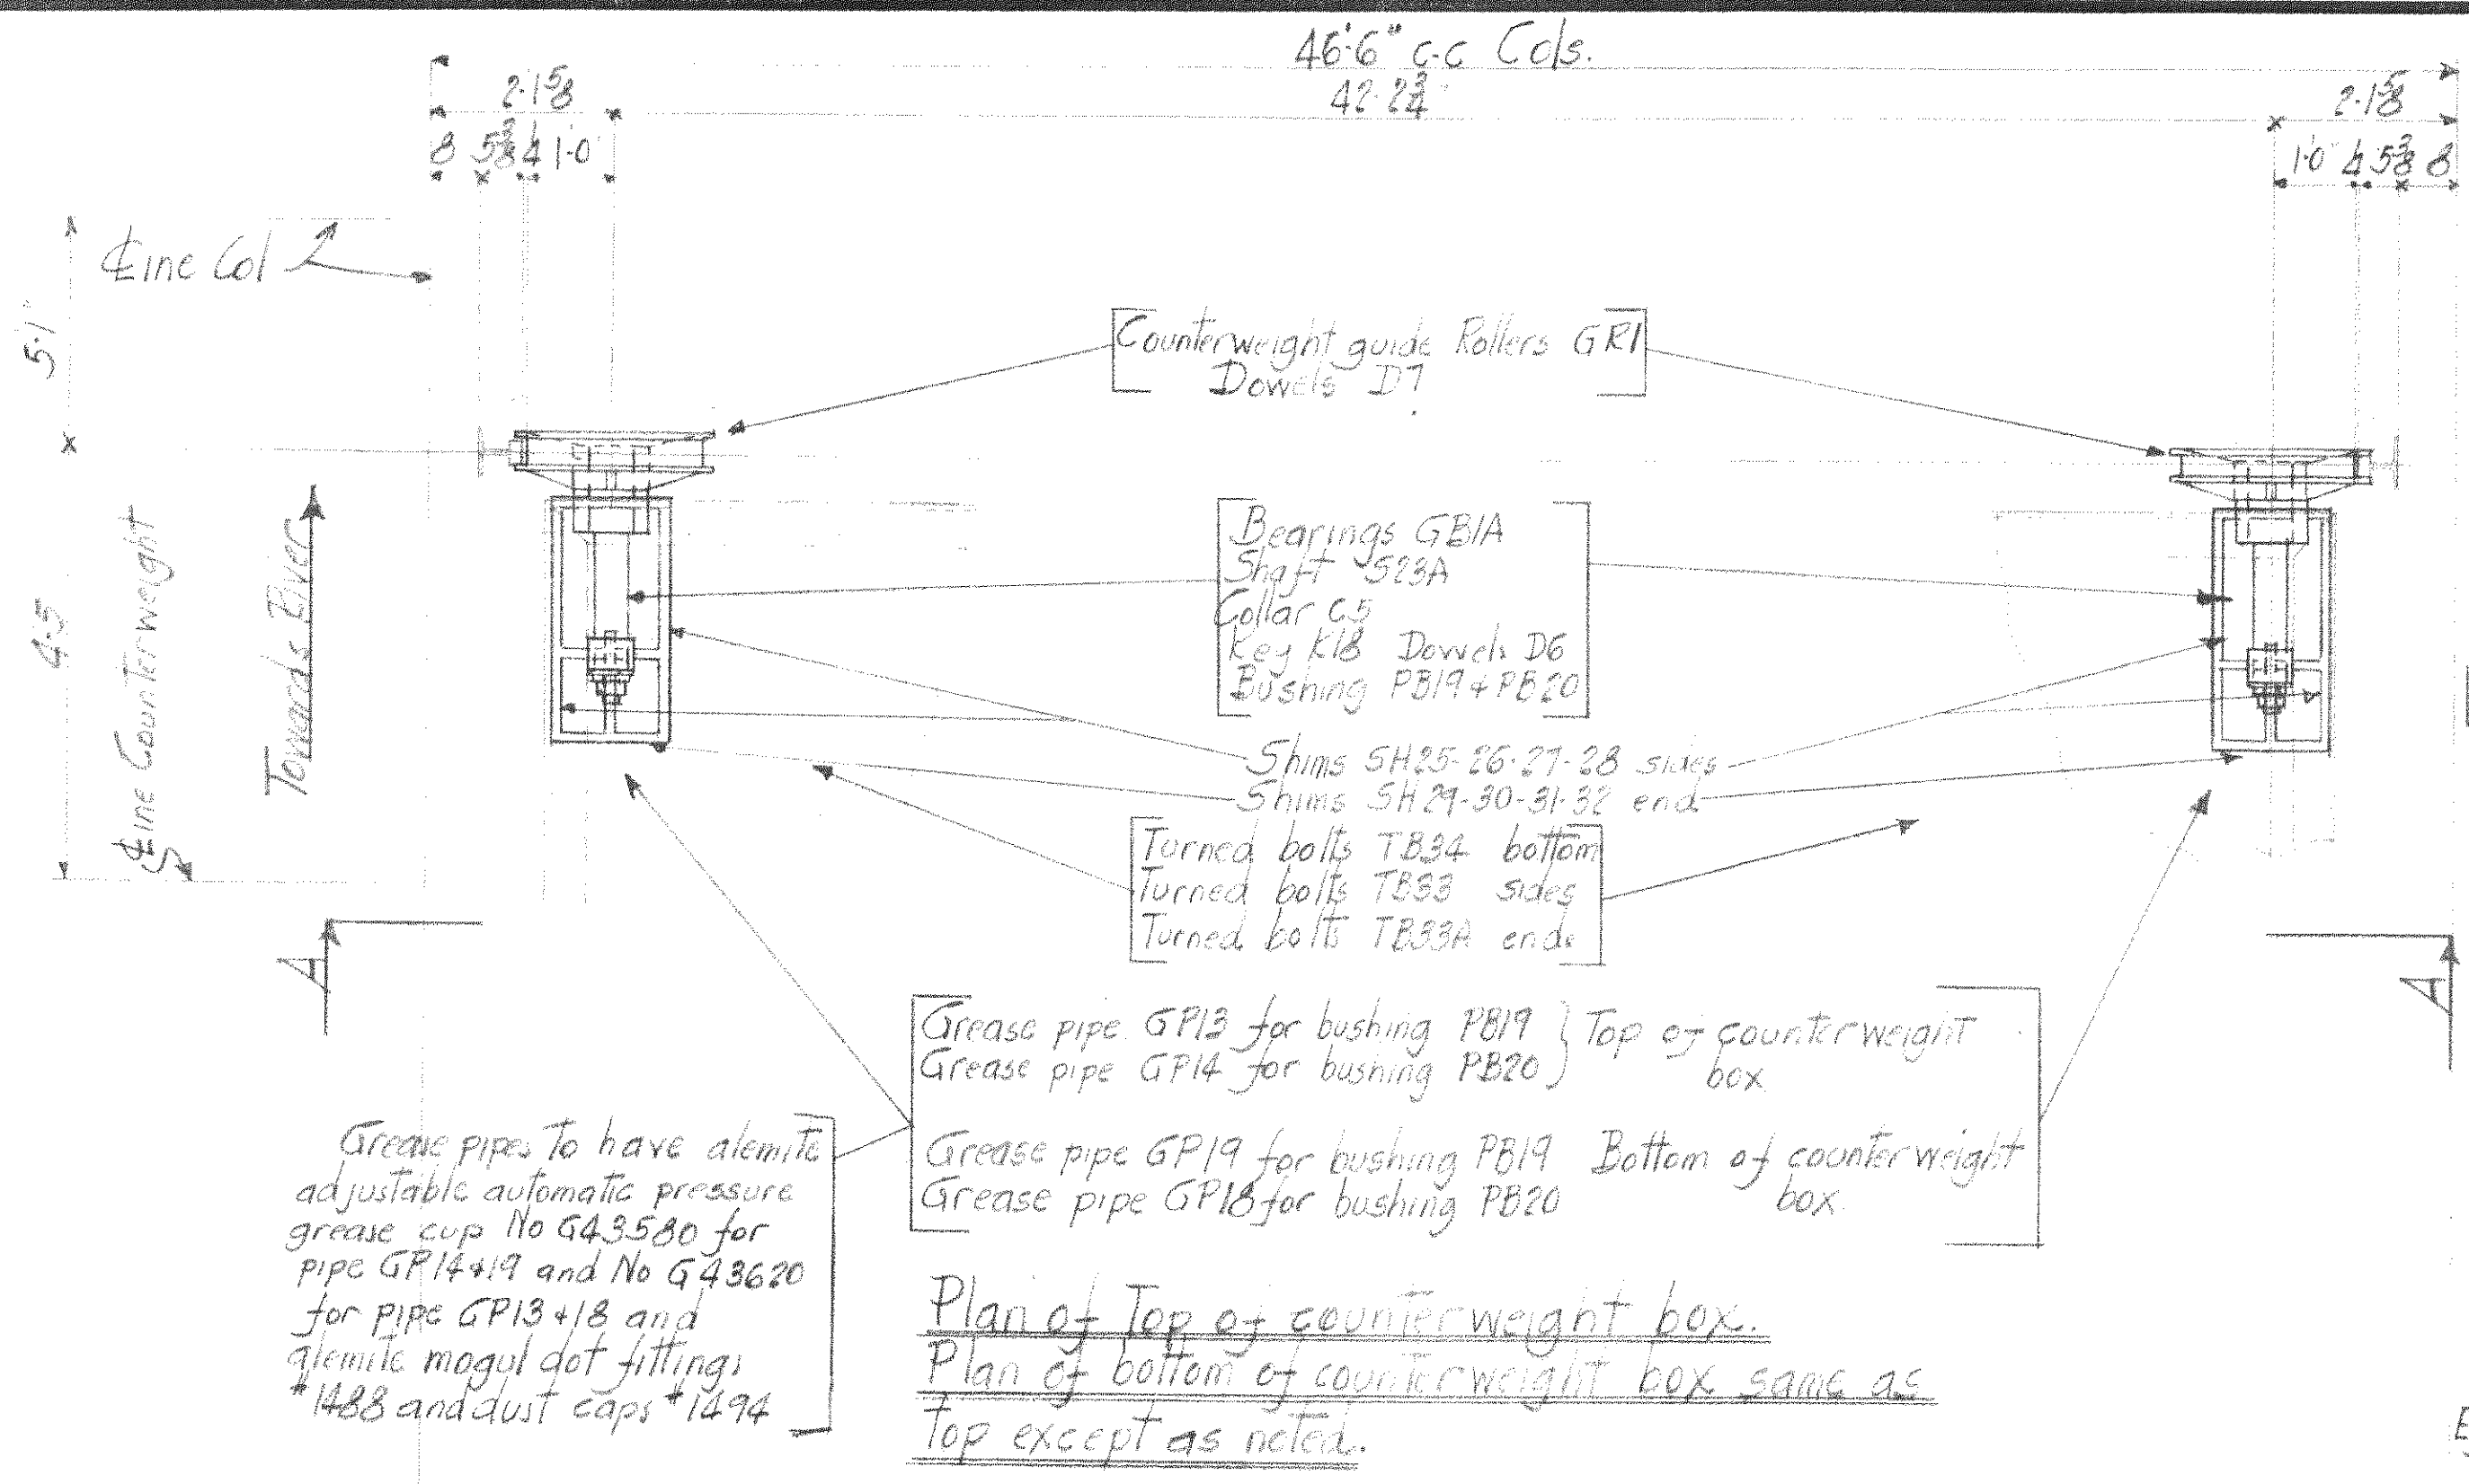 46'-6" c-c Cols.
42-2¾"
2-1⅝
2-1⅝
8 5⅜ ¼ 1-0
1-0 ¼ 5⅜ 8
℄ine Col
5-1"
4-5
℄ine Counterweight
Towards River
Counterweight guide Rollers GR1
Dowels D7
Bearings GB1A
Shaft S23A
Collar C5
Key K18 Dowels D6
Bushing PB19 & PB20
Shims SH25-26-27-28 sides
Shims SH29-30-31-32 end
Turned bolts TB34 bottom
Turned bolts TB33 sides
Turned bolts TB33A ends
A
A
Grease pipe GP13 for bushing PB19 } Top of counterweight
Grease pipe GP14 for bushing PB20 box
Grease pipe GP19 for bushing PB19 Bottom of counterweight
Grease pipe GP18 for bushing PB20 box.
Grease pipes To have alemite
adjustable automatic pressure
grease cup No G43580 for
pipe GP14&19 and No G43620
for pipe GP13&18 and
alemite mogul dot fittings
#1488 and dust caps #1494
Plan of Top of counterweight box.
Plan of bottom of counterweight box same as
Top except as noted.